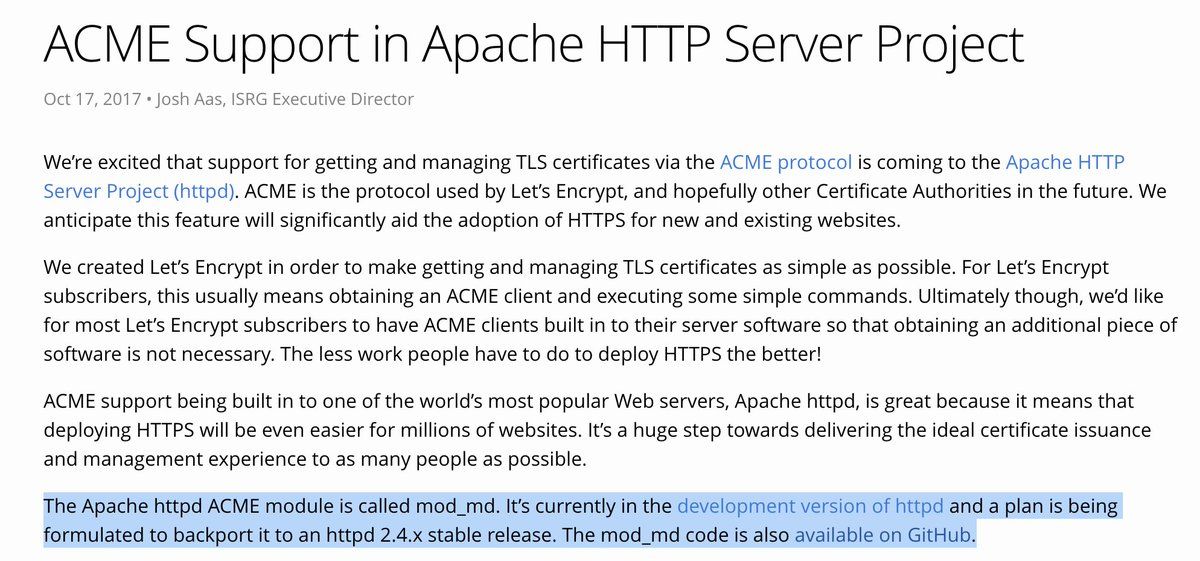 ACME Support in Apache HTTP Server Project
Oct 17, 2017 • Josh Aas, ISRG Executive Director
We’re excited that support for getting and managing TLS certificates via the ACME protocol is coming to the Apache HTTP
Server Project (httpd). ACME is the protocol used by Let’s Encrypt, and hopefully other Certificate Authorities in the future. We
anticipate this feature will significantly aid the adoption of HTTPS for new and existing websites.
We created Let’s Encrypt in order to make getting and managing TLS certificates as simple as possible. For Let’s Encrypt
subscribers, this usually means obtaining an ACME client and executing some simple commands. Ultimately though, we’d like
for most Let’s Encrypt subscribers to have ACME clients built in to their server software so that obtaining an additional piece of
software is not necessary. The less work people have to do to deploy HTTPS the better!
ACME support being built in to one of the world’s most popular Web servers, Apache httpd, is great because it means that
deploying HTTPS will be even easier for millions of websites. It’s a huge step towards delivering the ideal certificate issuance
and management experience to as many people as possible.
The Apache httpd ACME module is called mod_md. It’s currently in the development version of httpd and a plan is being
formulated to backport it to an httpd 2.4.x stable release. The mod_md code is also available on GitHub.